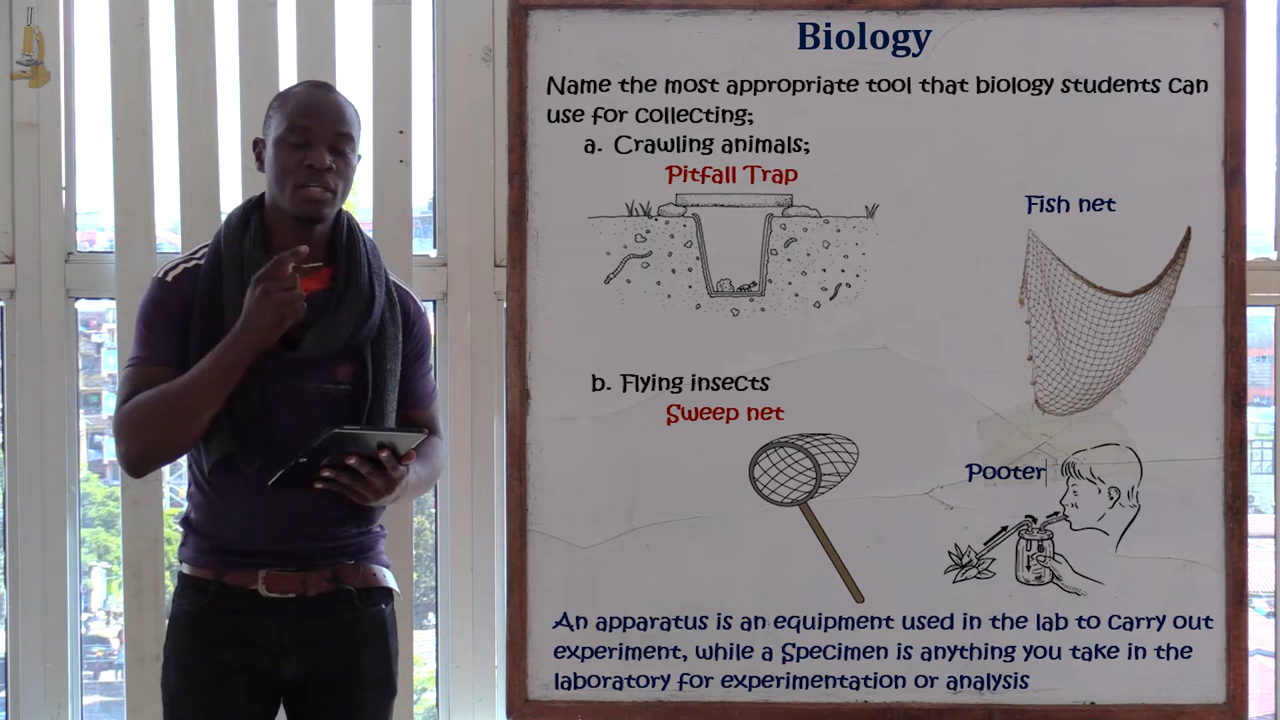 Biology
Name the most appropriate tool that biology students can
use for collecting;
a. Crawling animals;
Pitfall Trap
Fish net
b. Flying insects
Sweep net
Pooter
An apparatus is an equipment used in the lab to carry out
experiment, while a Specimen is anything you take in the
laboratory for experimentation or analysis